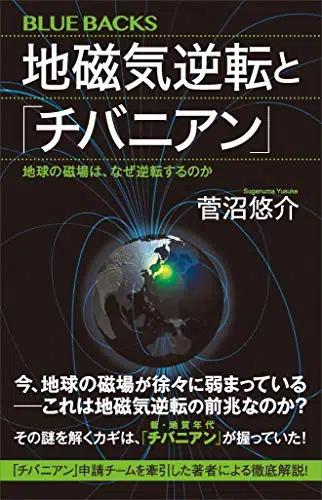 BLUE BACKS
地磁気逆転と
「チバニアン」
地球の磁場は、なぜ逆転するのか
Suganuma Yusuke
菅沼悠介
今、地球の磁場が徐々に弱まっている
——これは地磁気逆転の前兆なのか?
新・地質年代
その謎を解くカギは、「チバニアン」が握っていた!
「チバニアン」申請チームを牽引した著者による徹底解説!